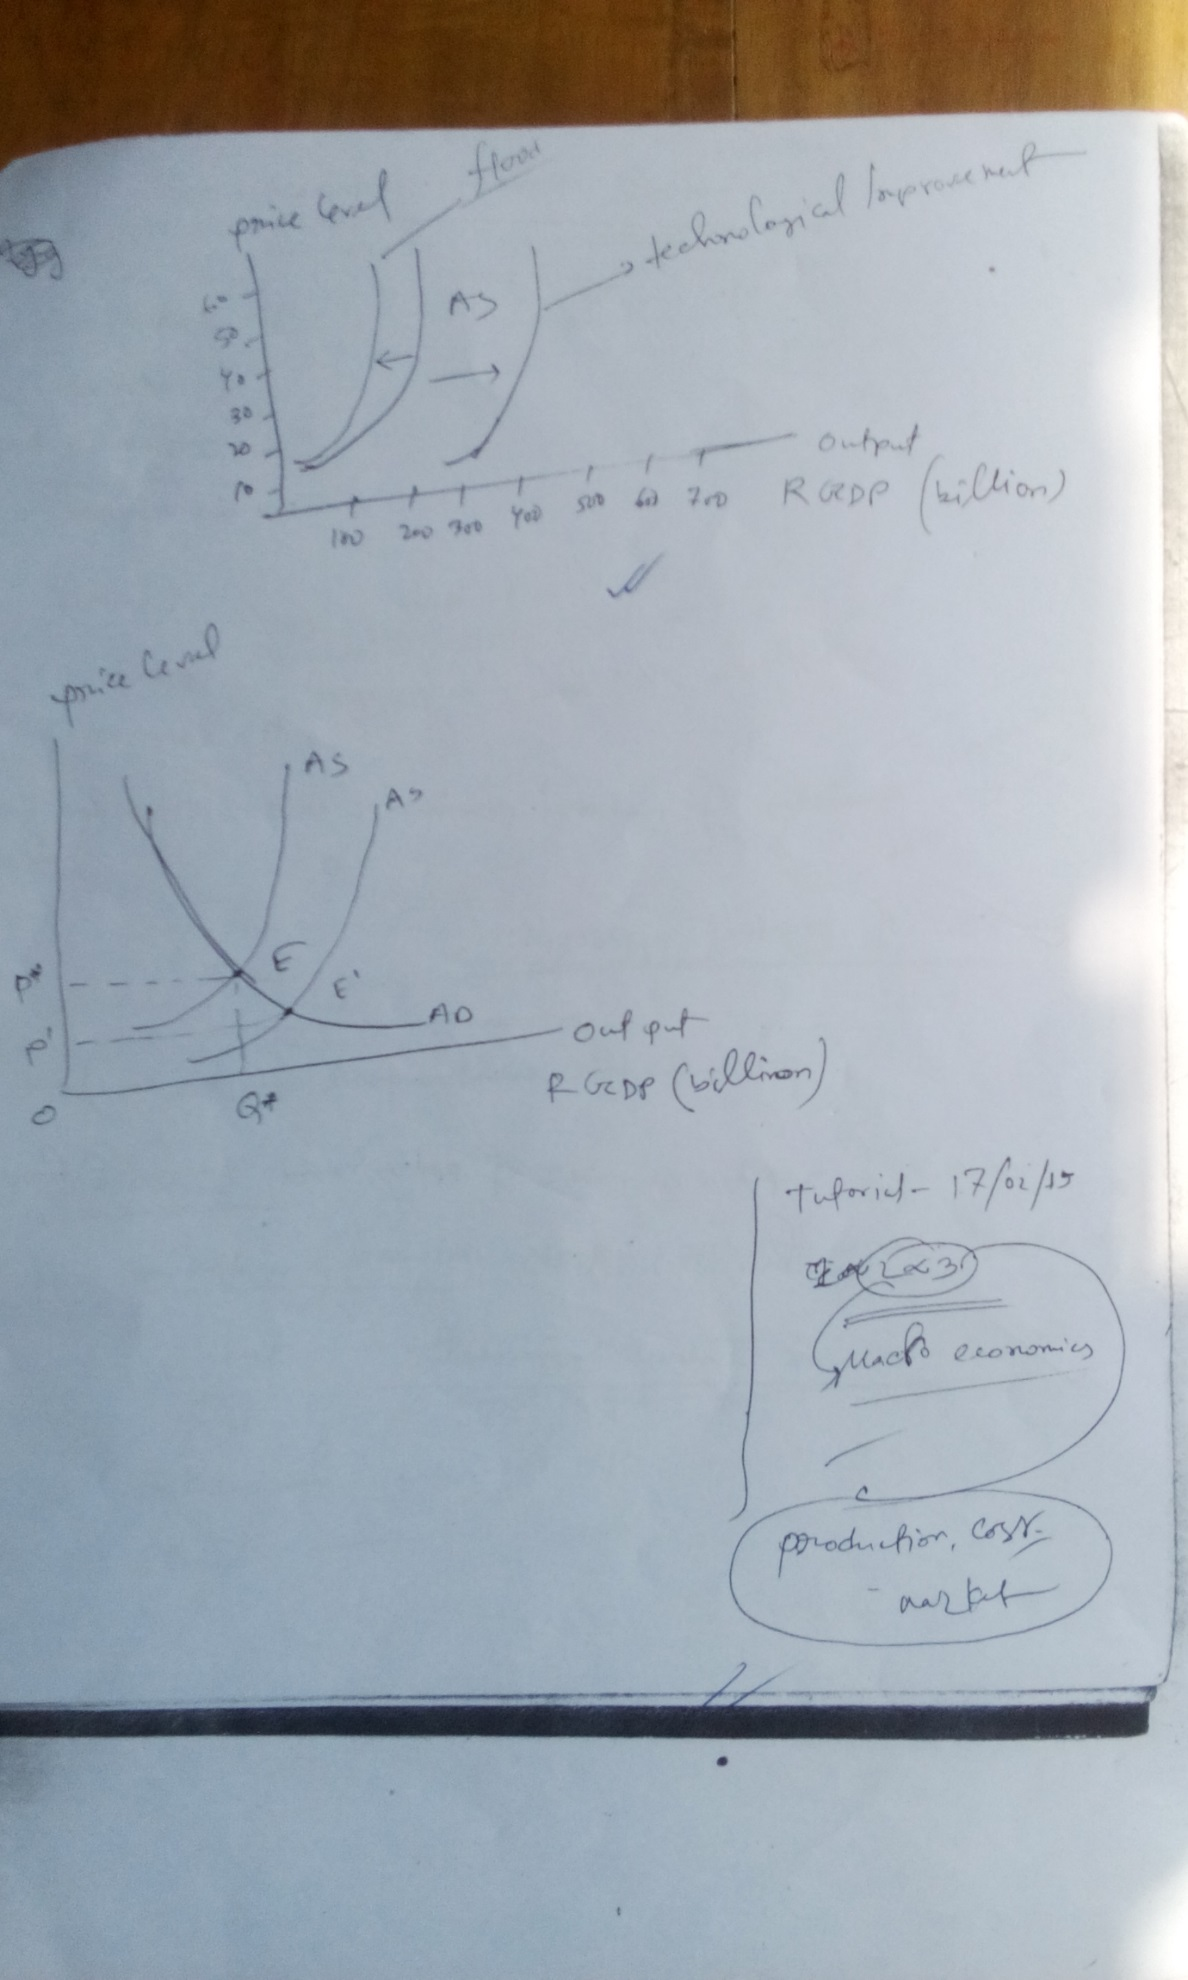 price level
flood
technological Improvement
AS
60
50
40
30
20
10
100 200 300 400 500 60 700
output
RGDP (billion)
price level
AS
AS
E
E'
P*
P'
AD
output
RGDP (billion)
O
Q*
Tutorial- 17/02/15
Macro economics
production, cost
- market